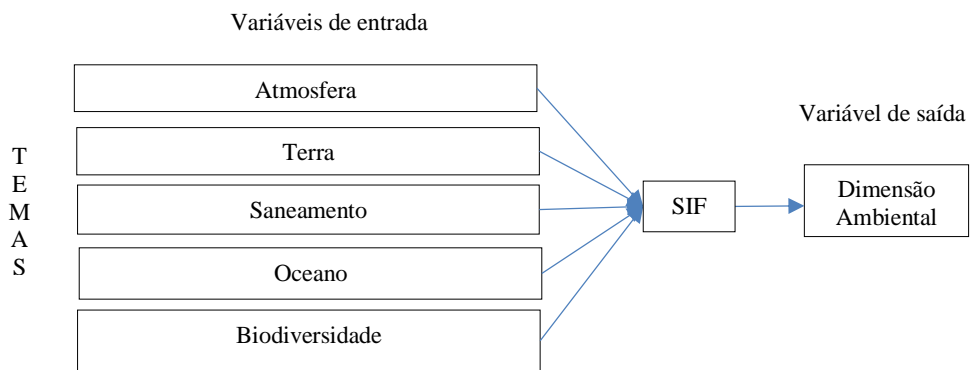 Variáveis de entrada
Atmosfera
Variável de saída
T
E
M
A
S
Terra
Saneamento
SIF
Dimensão
Ambiental
Oceano
Biodiversidade